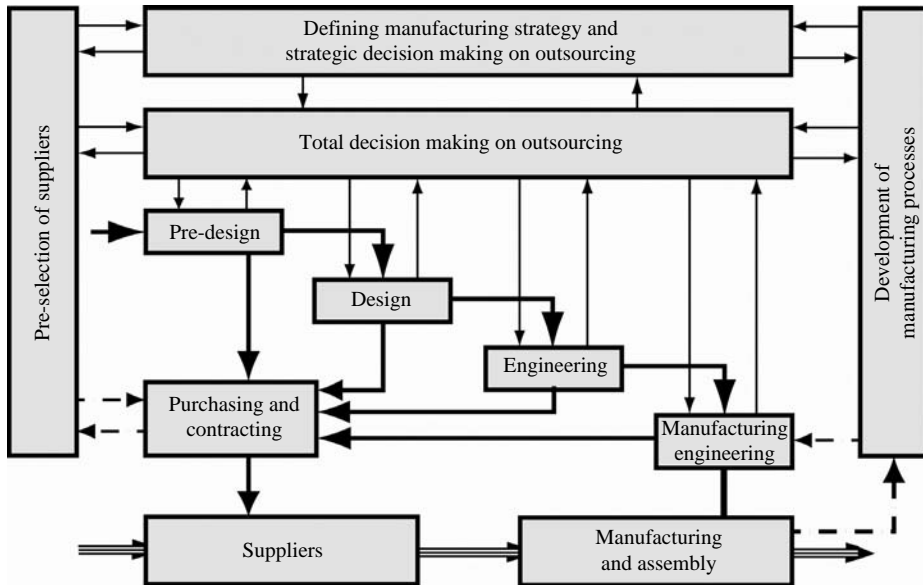 Defining manufacturing strategy and
strategic decision making on outsourcing
Total decision making on outsourcing
Pre-selection of suppliers
Development of
manufacturing processes
Pre-design
Design
Engineering
Purchasing and
contracting
Manufacturing
engineering
Suppliers
Manufacturing
and assembly